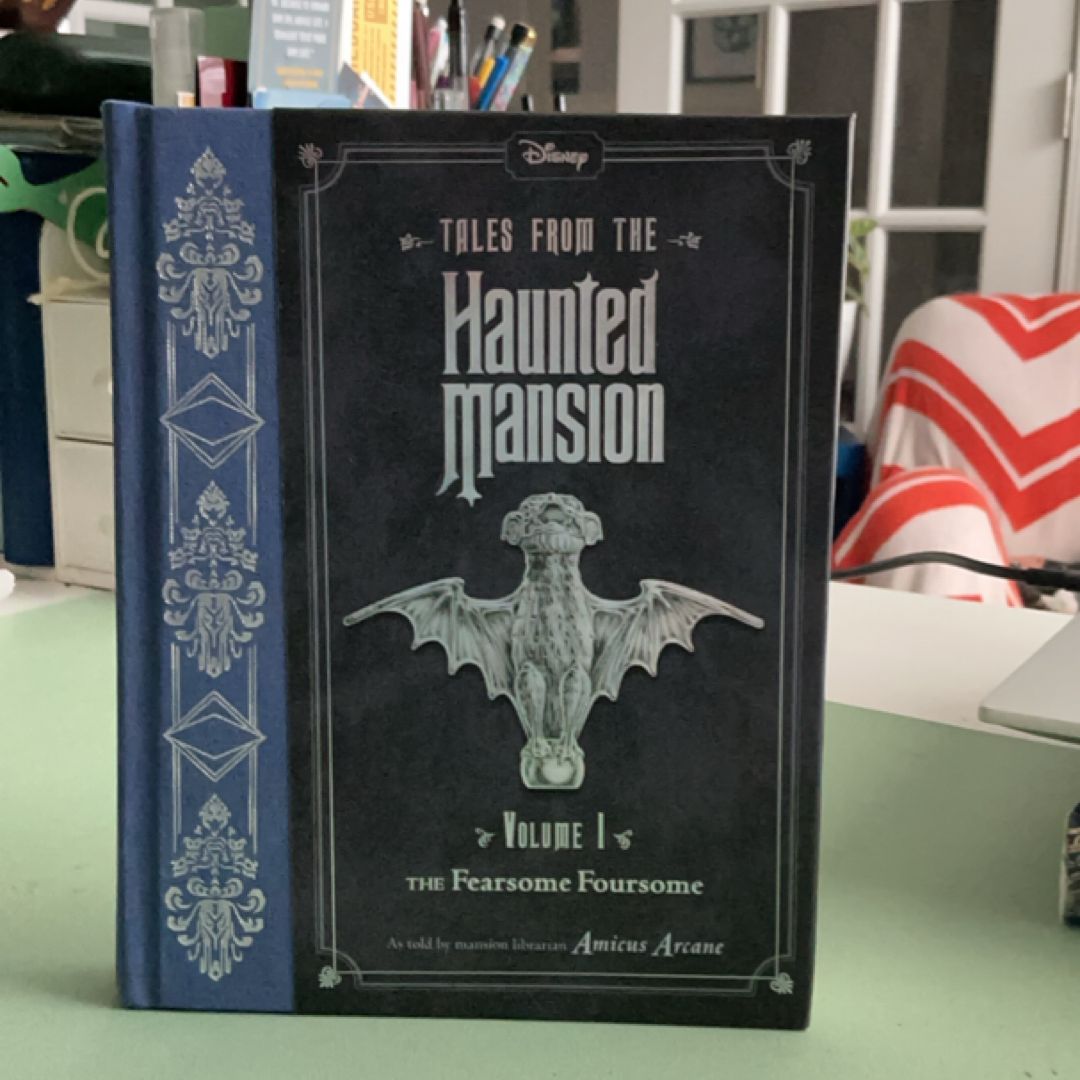 Disney
TALES FROM THE
Haunted
Mansion
VOLUME I
THE Fearsome Foursome
As told by mansion librarian Amicus Arcane